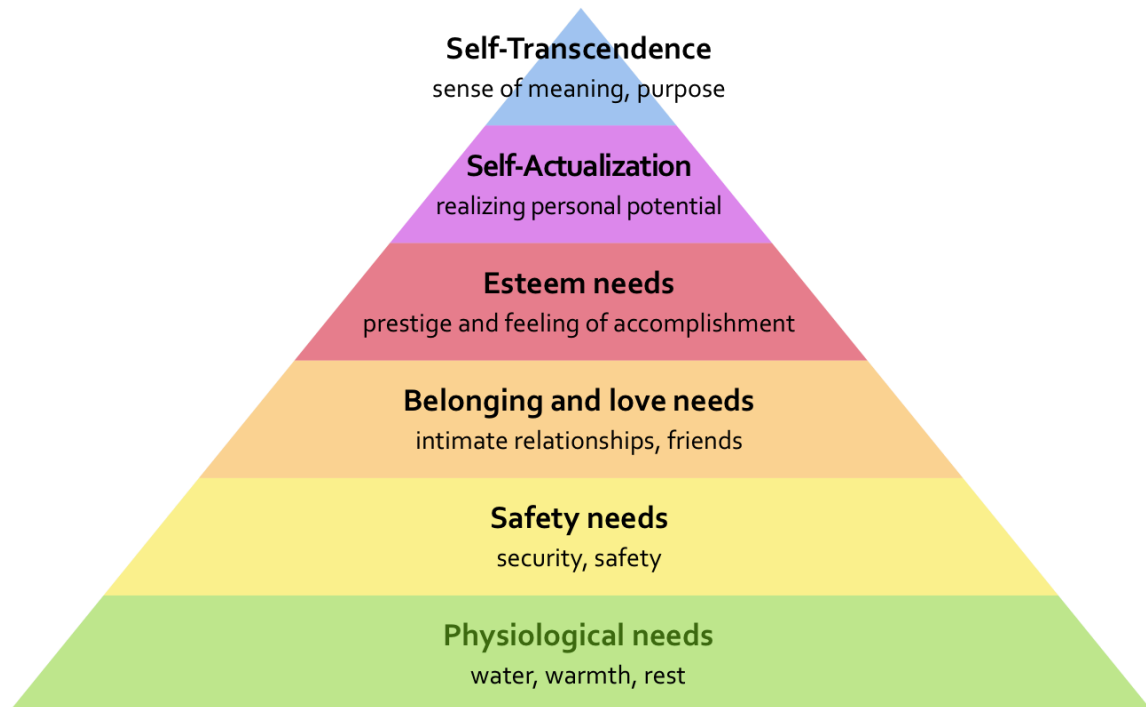 Self-Transcendence
sense of meaning, purpose
Self-Actualization
realizing personal potential
Esteem needs
prestige and feeling of accomplishment
Belonging and love needs
intimate relationships, friends
Safety needs
security, safety
Physiological needs
water, warmth, rest